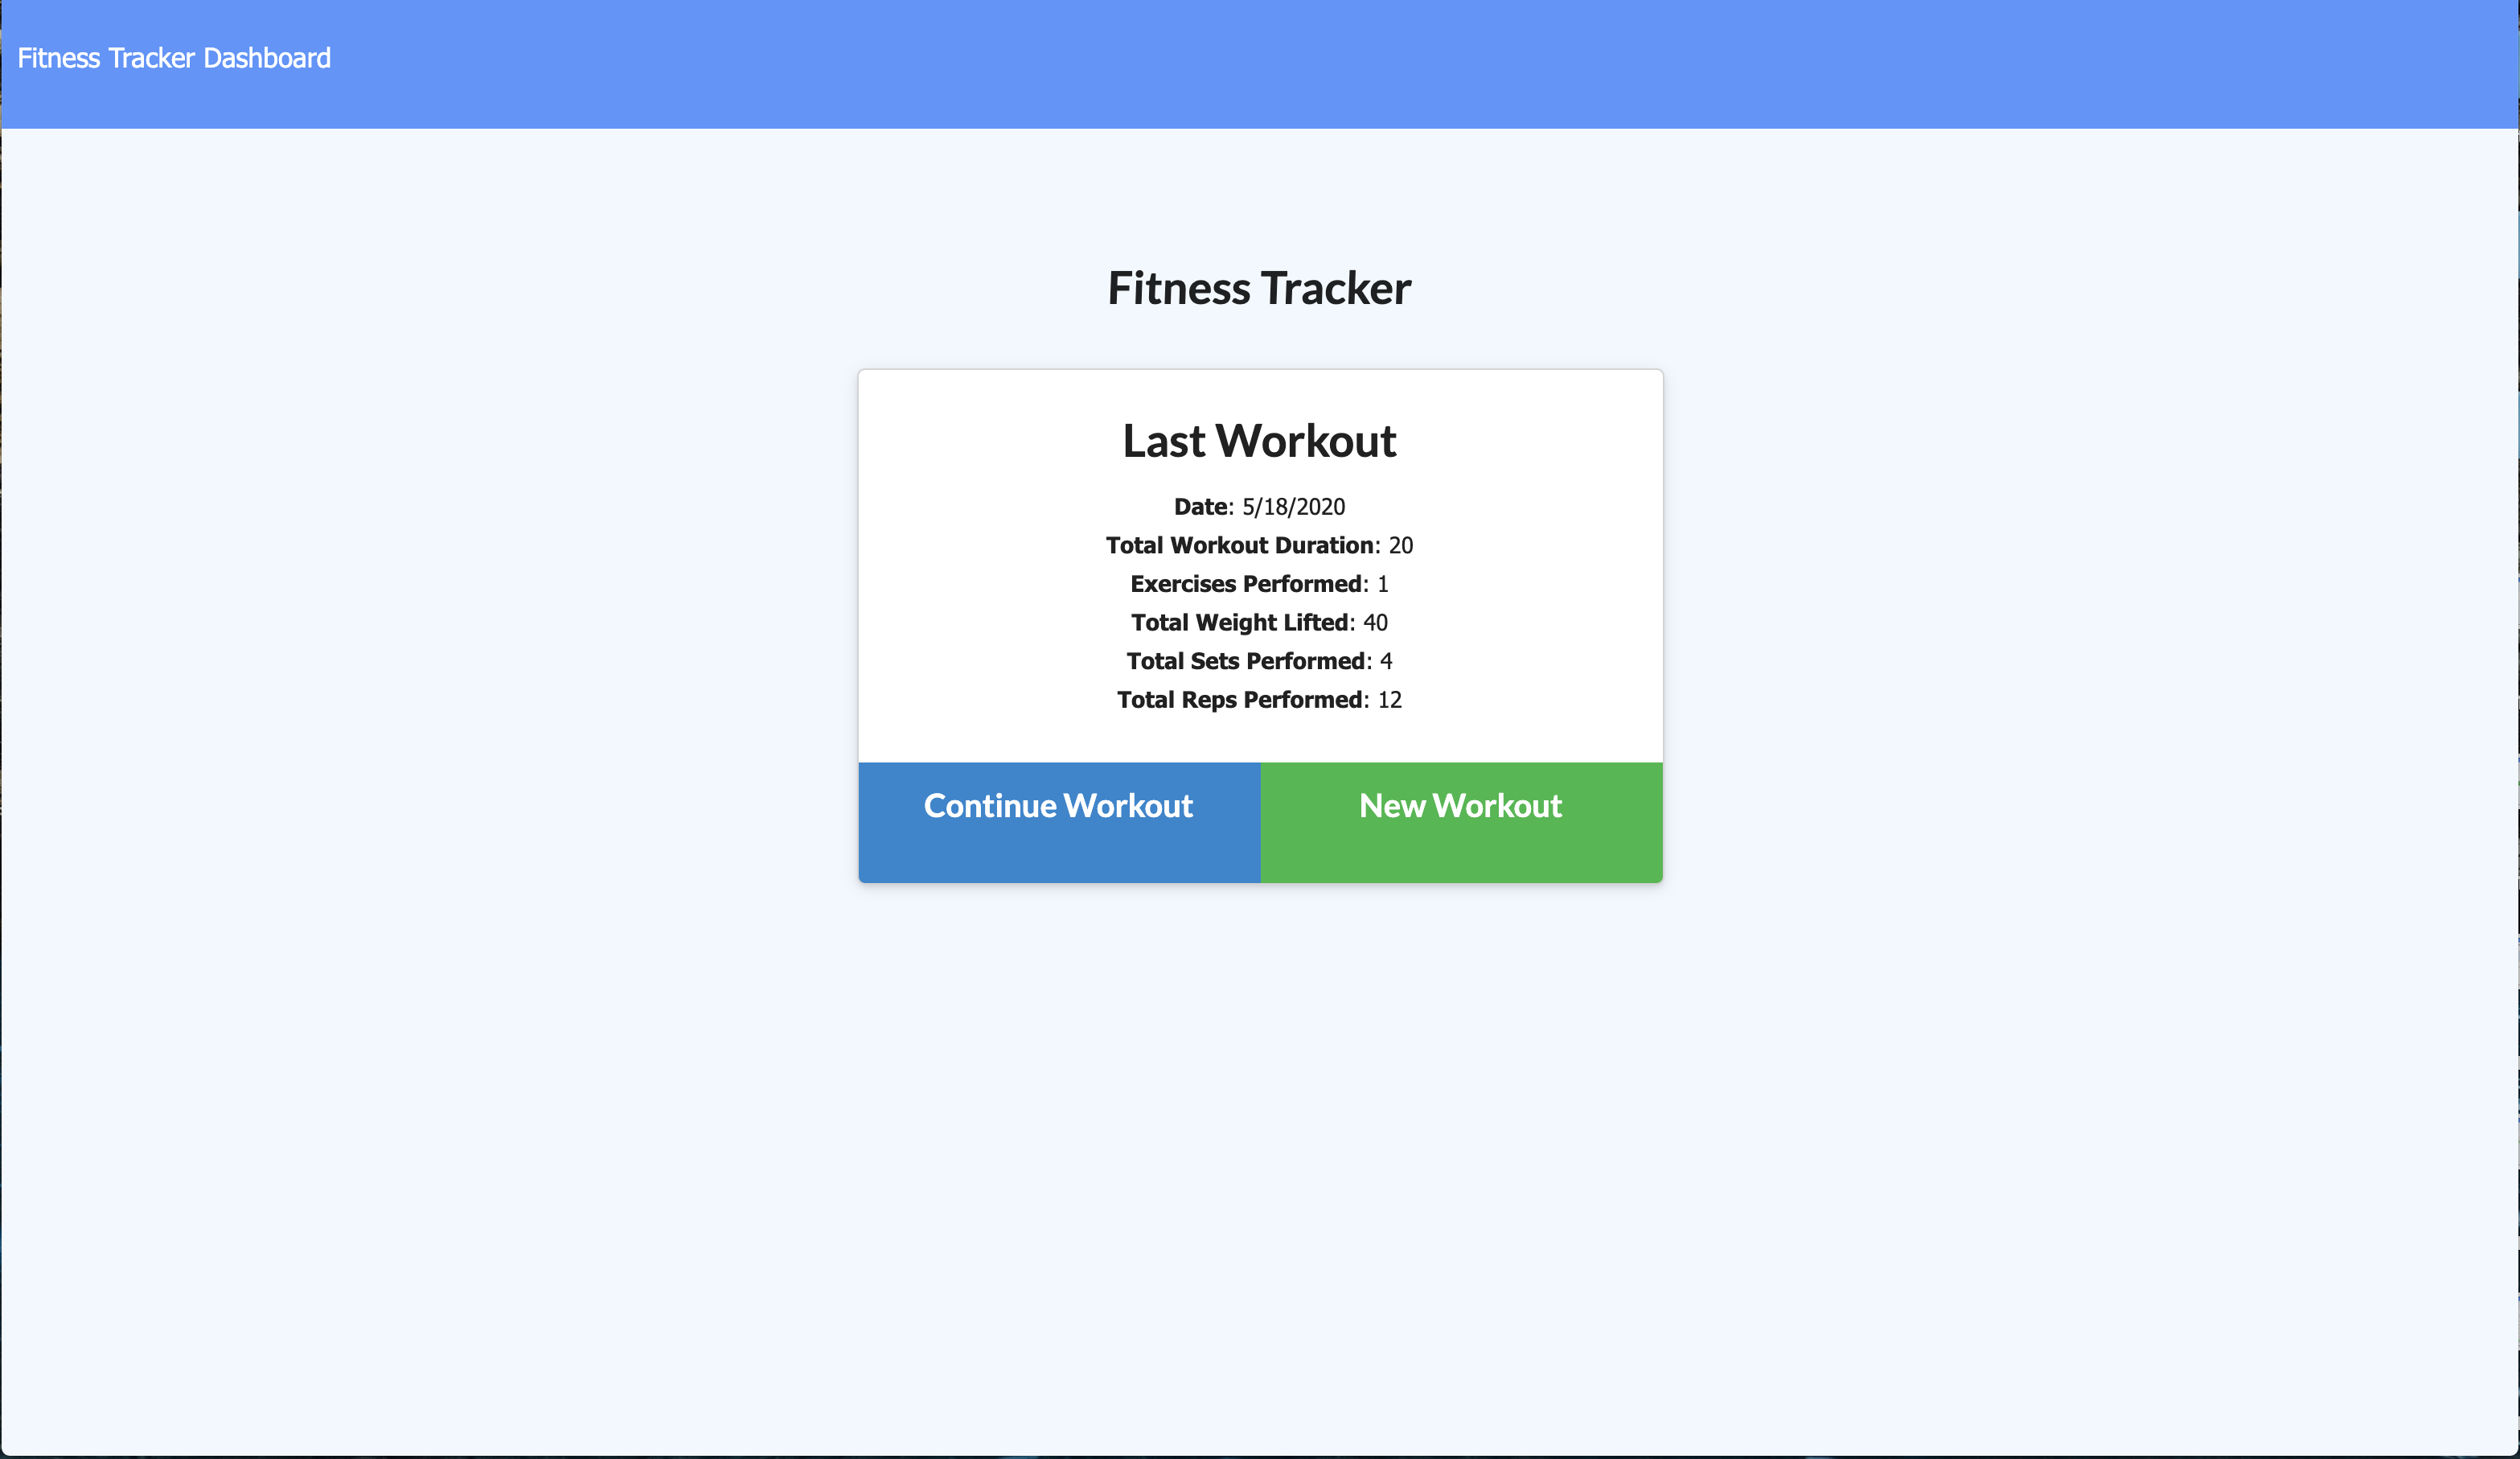 Fitness Tracker Dashboard
Fitness Tracker
Last Workout
Date: 5/18/2020
Total Workout Duration: 20
Exercises Performed: 1
Total Weight Lifted: 40
Total Sets Performed: 4
Total Reps Performed: 12
Continue Workout
New Workout